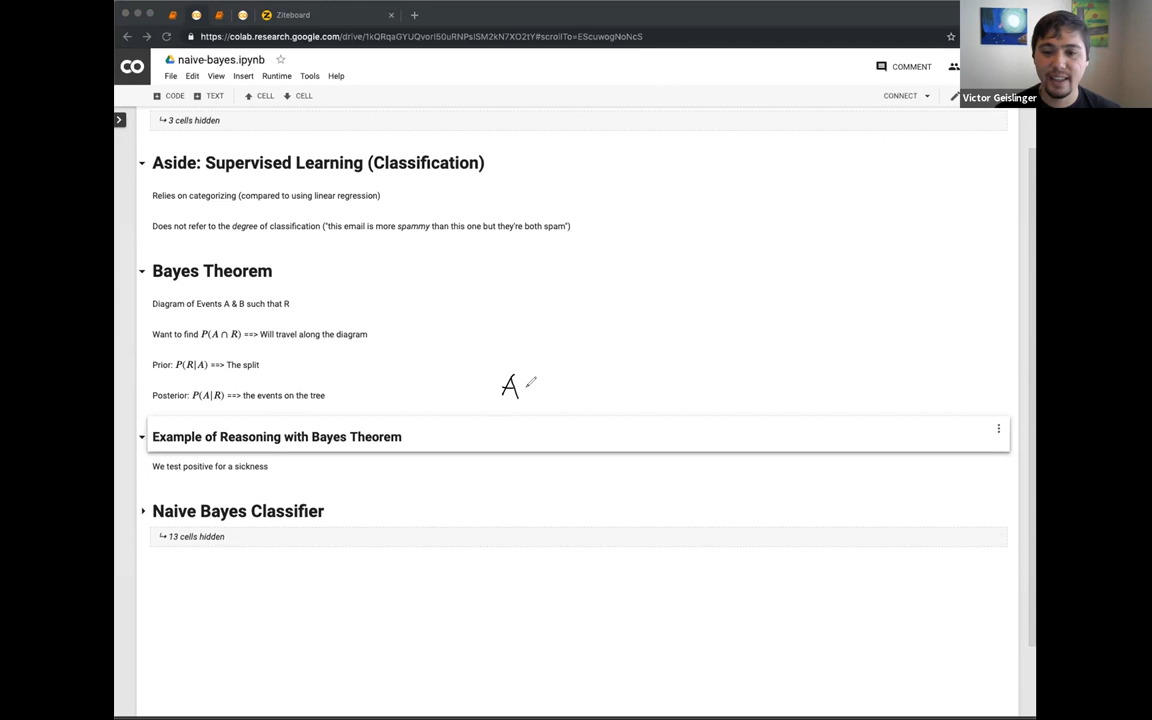 Ziteboard
https://colab.research.google.com/drive/1kQRqaGYUQvorI50uRNPsISM2kN7XO2tY#scrollTo=EScuwogNoNcS
CO
naive-bayes.ipynb
File Edit View Insert Runtime Tools Help
COMMENT
CODE TEXT CELL CELL
CONNECT
Victor Geislinger
3 cells hidden
Aside: Supervised Learning (Classification)
Relies on categorizing (compared to using linear regression)
Does not refer to the degree of classification ("this email is more spammy than this one but they're both spam")
Bayes Theorem
Diagram of Events A & B such that R
Want to find P(A ∩ R) ==> Will travel along the diagram
Prior: P(R|A) ==> The split
Posterior: P(A|R) ==> the events on the tree
A
Example of Reasoning with Bayes Theorem
We test positive for a sickness
Naive Bayes Classifier
13 cells hidden